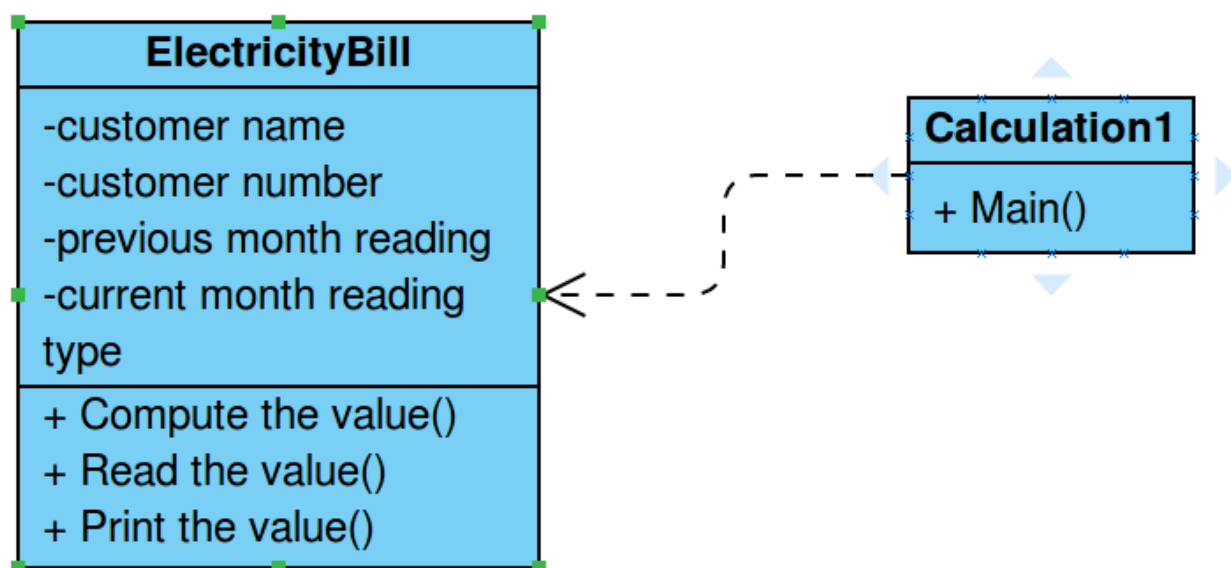 ElectricityBill
-customer name
-customer number
-previous month reading
-current month reading
type
+ Compute the value()
+ Read the value()
+ Print the value()
Calculation1
+ Main()